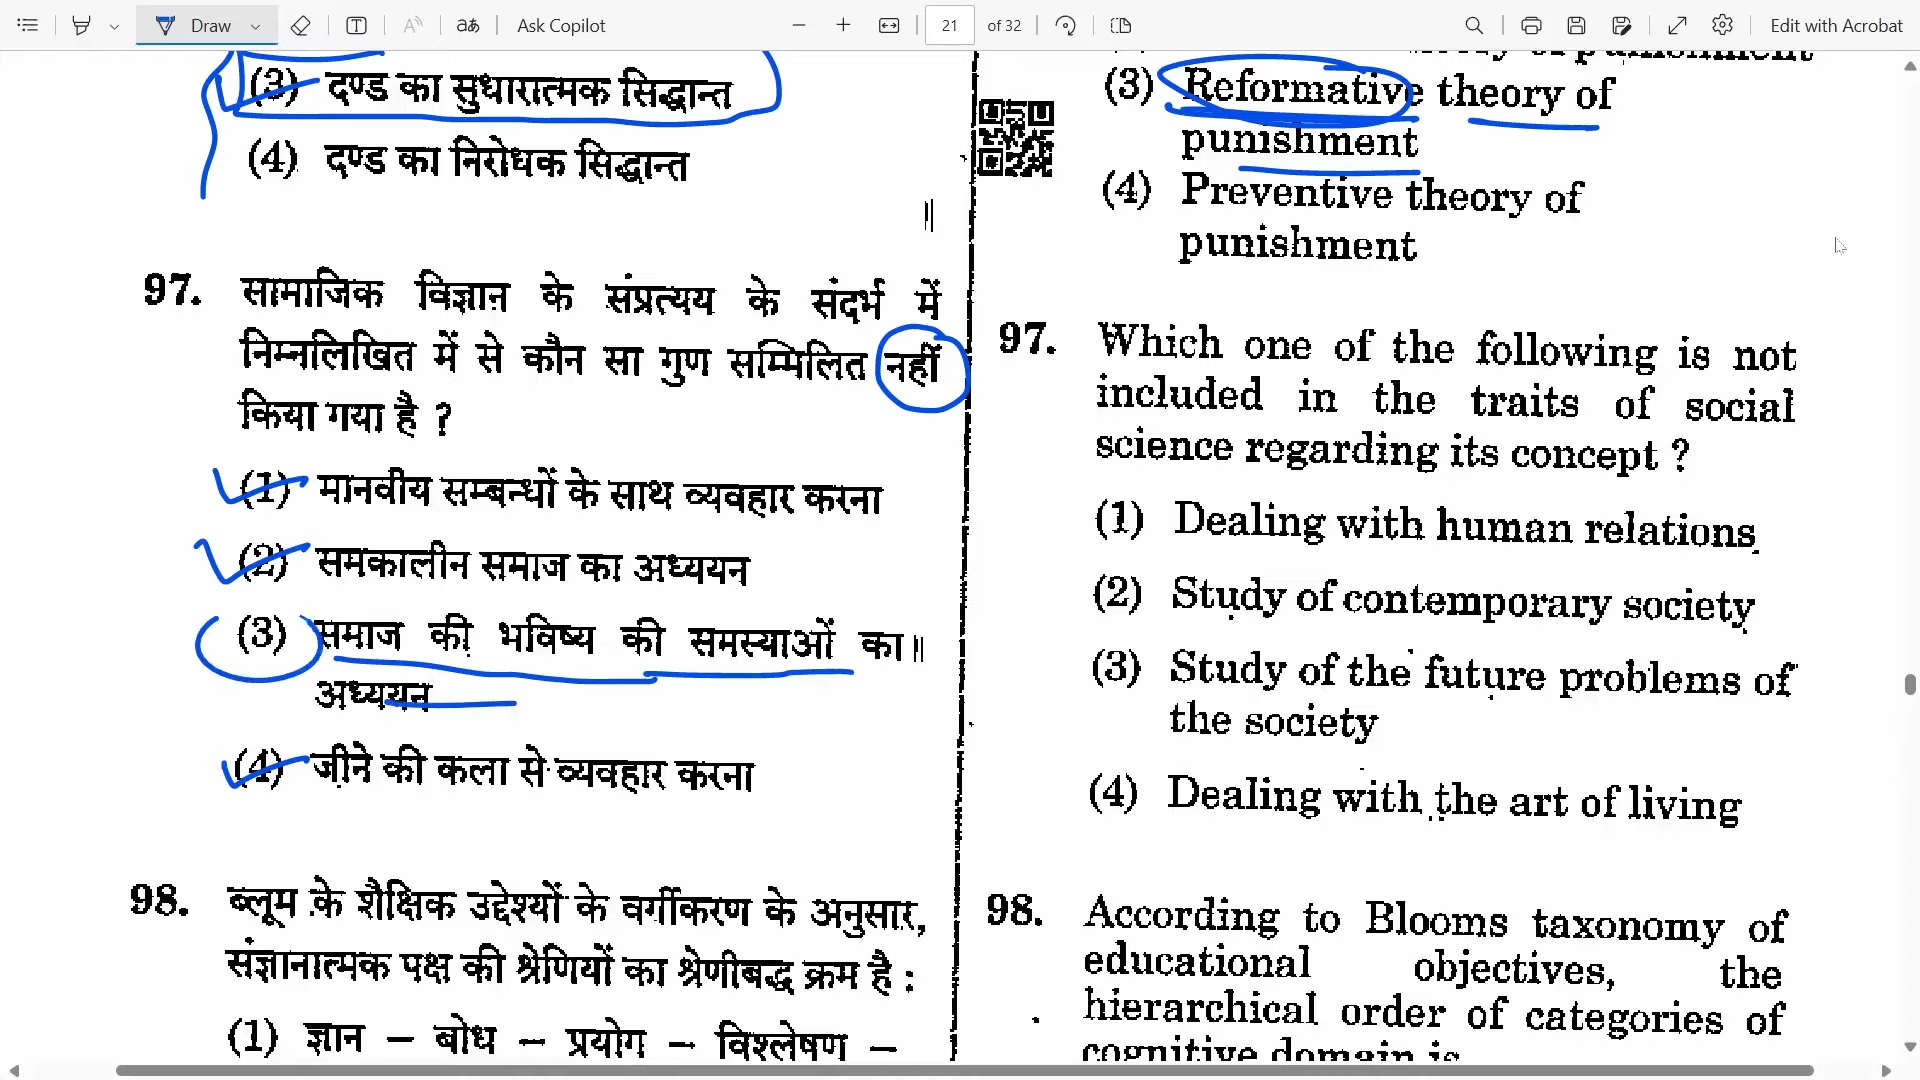 Draw
Ask Copilot
21 of 32
Edit with Acrobat
(3) दण्ड का सुधारात्मक सिद्धान्त
(4) दण्ड का निरोधक सिद्धान्त
97. सामाजिक विज्ञान के संप्रत्यय के संदर्भ में
निम्नलिखित में से कौन सा गुण सम्मिलित नहीं
किया गया है ?
(1) मानवीय सम्बन्धों के साथ व्यवहार करना
(2) समकालीन समाज का अध्ययन
(3) समाज की भविष्य की समस्याओं का
अध्ययन
(4) जीने की कला से व्यवहार करना
98. ब्लूम के शैक्षिक उद्देश्यों के वर्गीकरण के अनुसार,
संज्ञानात्मक पक्ष की श्रेणियों का श्रेणीबद्ध क्रम है :
(1) ज्ञान – बोध – प्रयोग – विश्लेषण –
punishment
(3) Reformative theory of
punishment
(4) Preventive theory of
punishment
97. Which one of the following is not
included in the traits of social
science regarding its concept ?
(1) Dealing with human relations
(2) Study of contemporary society
(3) Study of the future problems of
the society
(4) Dealing with the art of living
98. According to Blooms taxonomy of
educational objectives, the
hierarchical order of categories of
cognitive domain is